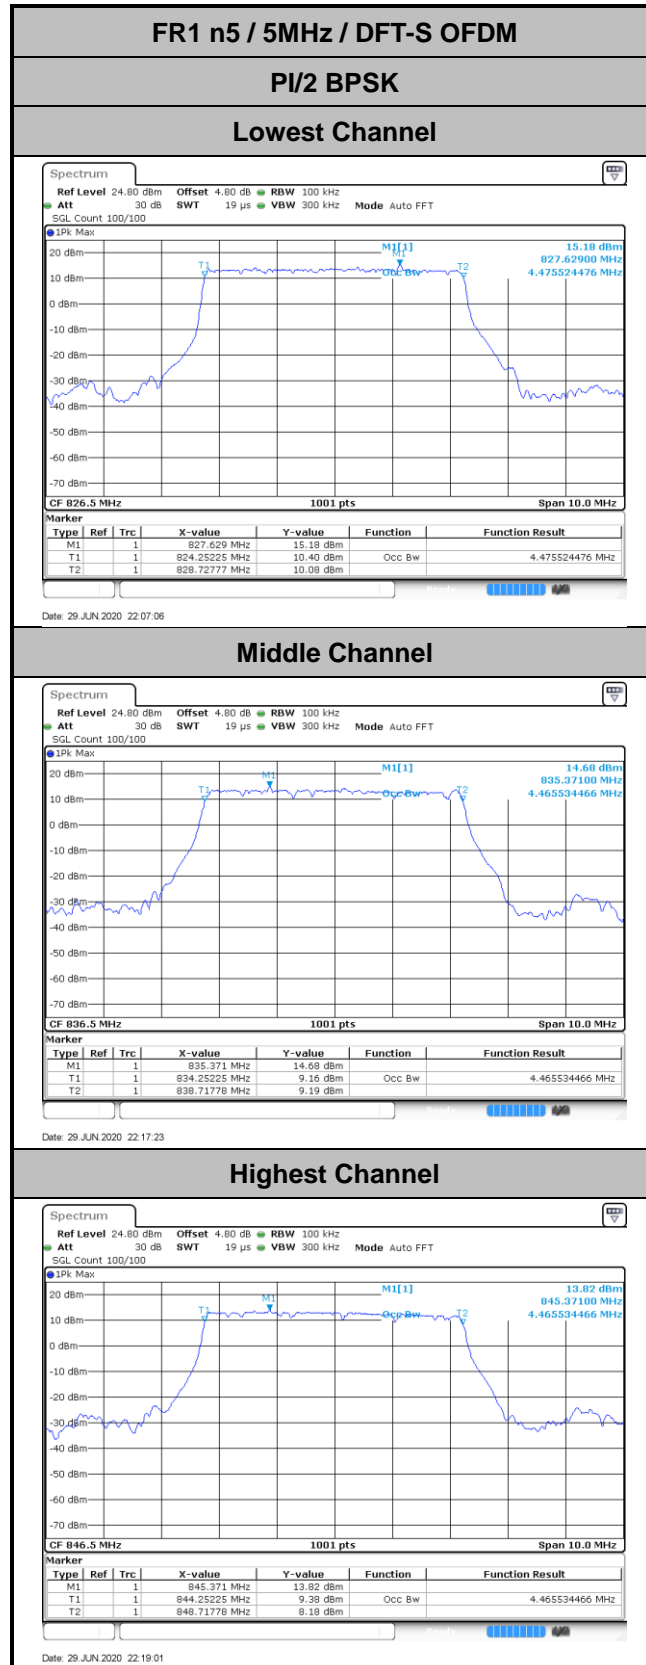 FR1 n5 / 5MHz / DFT-S OFDM
PI/2 BPSK
Lowest Channel
Spectrum
Ref Level 24.80 dBm Offset 4.80 dB RBW 100 kHz
Att 30 dB SWT 19 µs VBW 300 kHz Mode Auto FFT
SGL Count 100/100
1Pk Max
M1[1] 15.18 dBm
827.62900 MHz
Occ Bw 4.475524476 MHz
M1
T1
T2
20 dBm
10 dBm
0 dBm
-10 dBm
-20 dBm
-30 dBm
-40 dBm
-50 dBm
-60 dBm
-70 dBm
CF 826.5 MHz 1001 pts Span 10.0 MHz
Marker
Type Ref Trc X-value Y-value Function Function Result
M1 1 827.629 MHz 15.18 dBm
T1 1 824.25225 MHz 10.40 dBm Occ Bw 4.475524476 MHz
T2 1 828.72777 MHz 10.08 dBm
Date: 29.JUN.2020 22:07:06
Middle Channel
Spectrum
Ref Level 24.80 dBm Offset 4.80 dB RBW 100 kHz
Att 30 dB SWT 19 µs VBW 300 kHz Mode Auto FFT
SGL Count 100/100
1Pk Max
M1[1] 14.68 dBm
835.37100 MHz
Occ Bw 4.465534466 MHz
M1
T1
T2
20 dBm
10 dBm
0 dBm
-10 dBm
-20 dBm
-30 dBm
-40 dBm
-50 dBm
-60 dBm
-70 dBm
CF 836.5 MHz 1001 pts Span 10.0 MHz
Marker
Type Ref Trc X-value Y-value Function Function Result
M1 1 835.371 MHz 14.68 dBm
T1 1 834.25225 MHz 9.16 dBm Occ Bw 4.465534466 MHz
T2 1 838.71778 MHz 9.19 dBm
Date: 29.JUN.2020 22:17:23
Highest Channel
Spectrum
Ref Level 24.80 dBm Offset 4.80 dB RBW 100 kHz
Att 30 dB SWT 19 µs VBW 300 kHz Mode Auto FFT
SGL Count 100/100
1Pk Max
M1[1] 13.82 dBm
845.37100 MHz
Occ Bw 4.465534466 MHz
M1
T1
T2
20 dBm
10 dBm
0 dBm
-10 dBm
-20 dBm
-30 dBm
-40 dBm
-50 dBm
-60 dBm
-70 dBm
CF 846.5 MHz 1001 pts Span 10.0 MHz
Marker
Type Ref Trc X-value Y-value Function Function Result
M1 1 845.371 MHz 13.82 dBm
T1 1 844.25225 MHz 9.38 dBm Occ Bw 4.465534466 MHz
T2 1 848.71778 MHz 8.18 dBm
Date: 29.JUN.2020 22:19:01